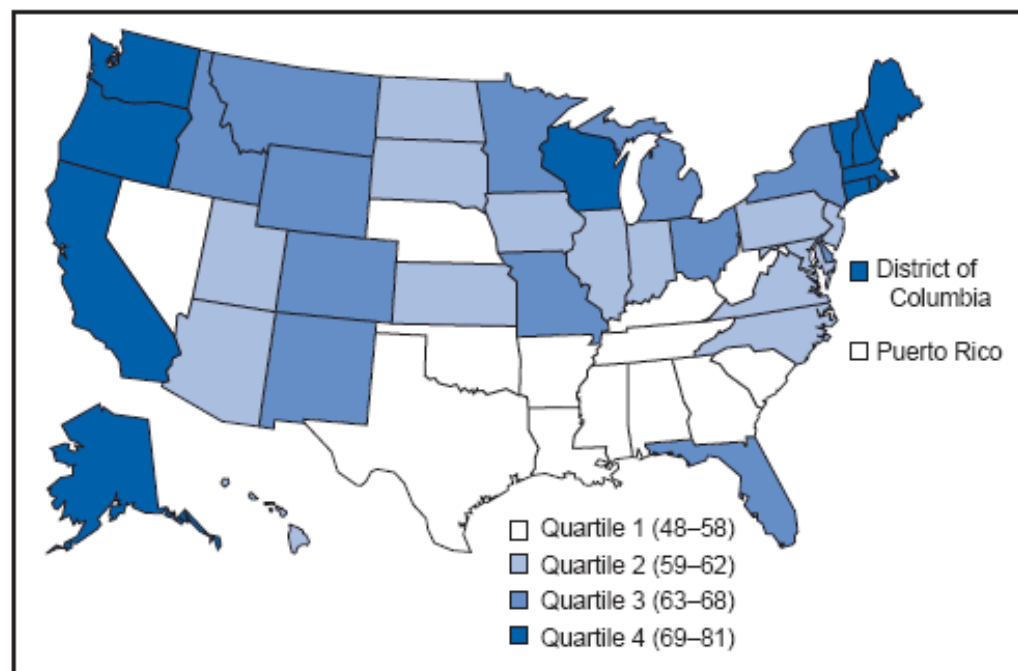 District of
Columbia
Puerto Rico
Quartile 1 (48–58)
Quartile 2 (59–62)
Quartile 3 (63–68)
Quartile 4 (69–81)